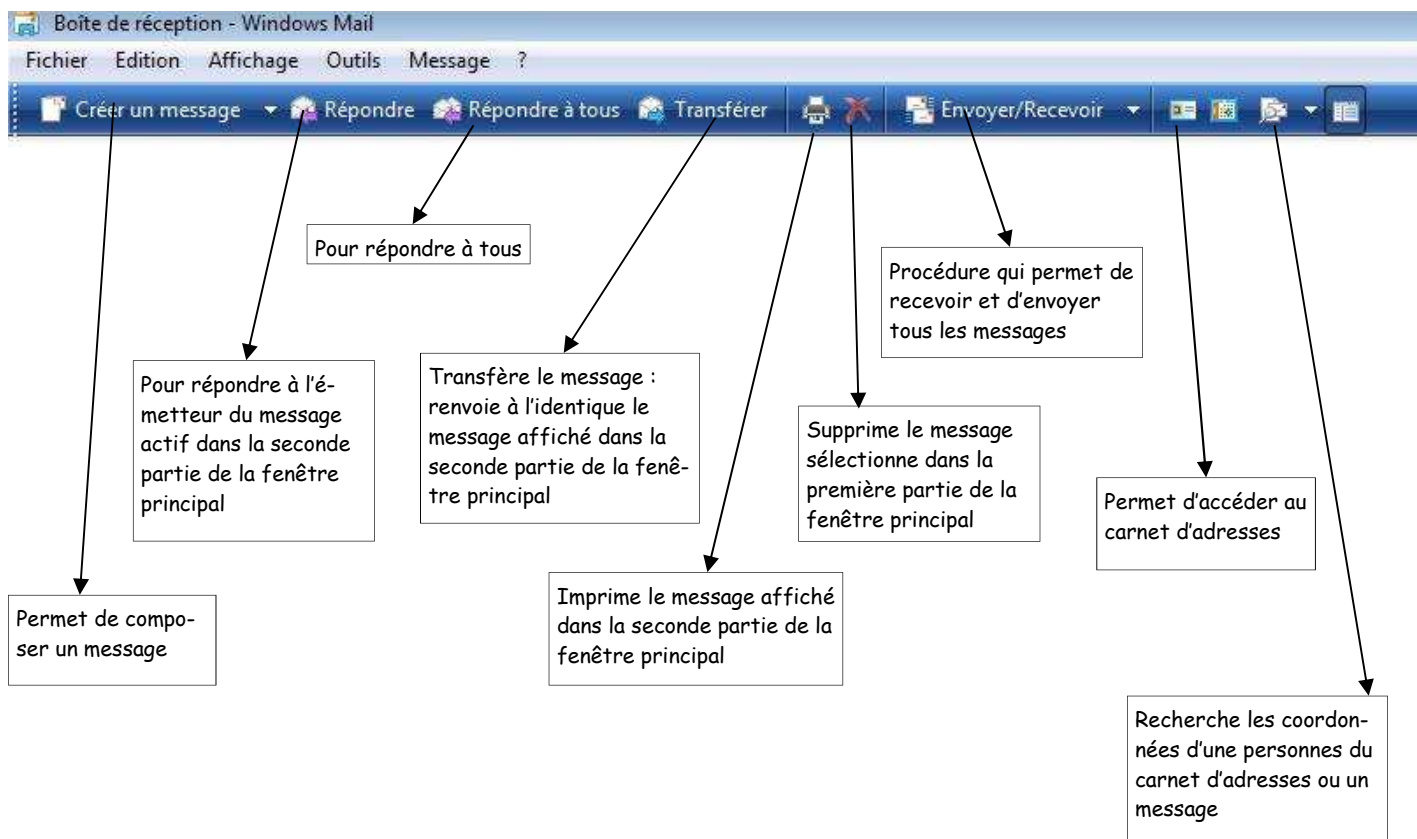 Boîte de réception - Windows Mail
Fichier Edition Affichage Outils Message ?
Créer un message Répondre Répondre à tous Transférer Envoyer/Recevoir
Pour répondre à tous
Procédure qui permet de
recevoir et d'envoyer
tous les messages
Pour répondre à l'é-
metteur du message
actif dans la seconde
partie de la fenêtre
principal
Transfère le message :
renvoie à l'identique le
message affiché dans la
seconde partie de la fenê-
tre principal
Supprime le message
sélectionne dans la
première partie de la
fenêtre principal
Permet d'accéder au
carnet d'adresses
Permet de compo-
ser un message
Imprime le message affiché
dans la seconde partie de la
fenêtre principal
Recherche les coordon-
nées d'une personnes du
carnet d'adresses ou un
message